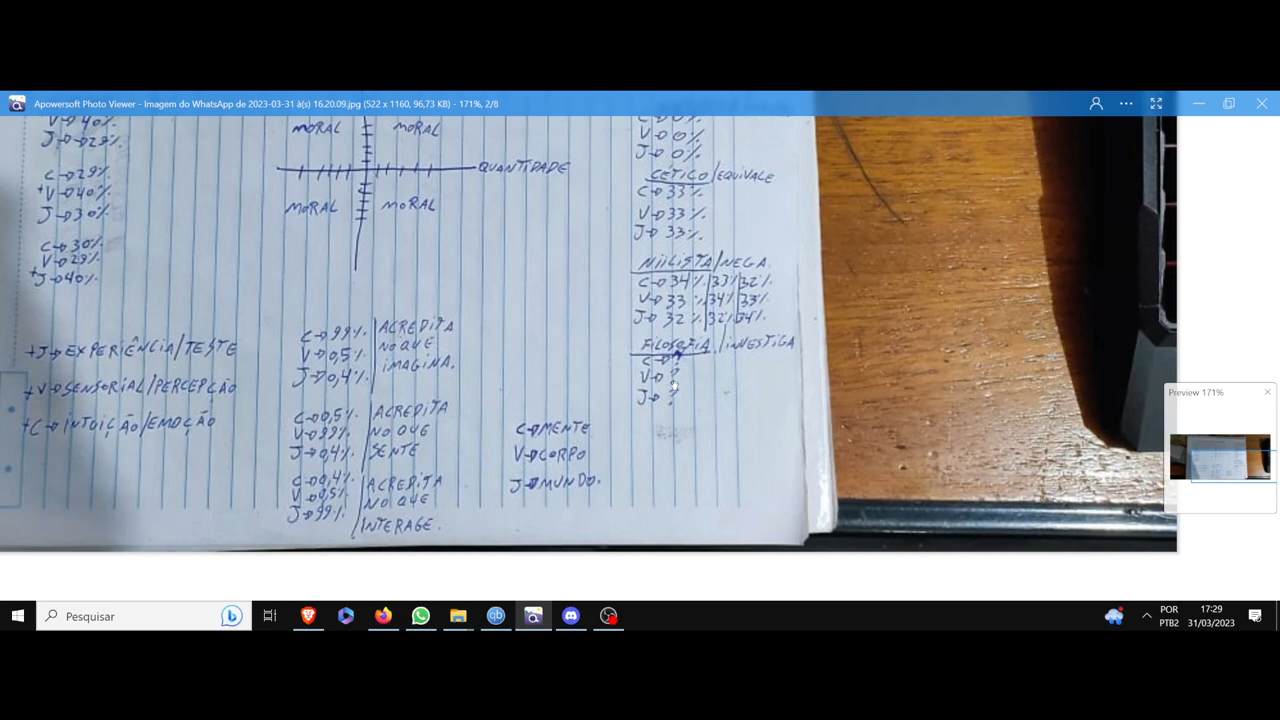 Apowersoft Photo Viewer - Imagem do WhatsApp de 2023-03-31 à(s) 16.20.09.jpg (522 x 1160, 96,73 KB) - 171%, 2/8
V→40%
J→29%.
C→29%.
+V→40%.
J→30%.
C→30%.
V→29%.
+J→40%.
+J→EXPERIÊNCIA/TESTE
+V→SENSORIAL/PERCEPÇÃO
+C→INTUIÇÃO/EMOÇÃO
MORAL MORAL
QUANTIDADE
MORAL MORAL
C→99%. ACREDITA
V→0,5%. NO QUE
J→0,4%. IMAGINA.
C→0,5%. ACREDITA
V→99%. NO QUE
J→0,4%. SENTE
C→0,4%. ACREDITA
V→0,5%. NO QUE
J→99%. INTERAGE.
C→MENTE
V→CORPO
J→MUNDO.
C→0%.
V→0%.
J→0%.
CÉTICO/EQUIVALE
C→33%.
V→33%.
J→33%.
NIILISTA/NEGA.
C→34%.|33%|32%.
V→33%.|34%|33%.
J→32%.|32%|34%.
FILOSOFIA/INVESTIGA
C→?
V→?
J→?
Preview 171%
Pesquisar
POR
PTB2
17:29
31/03/2023